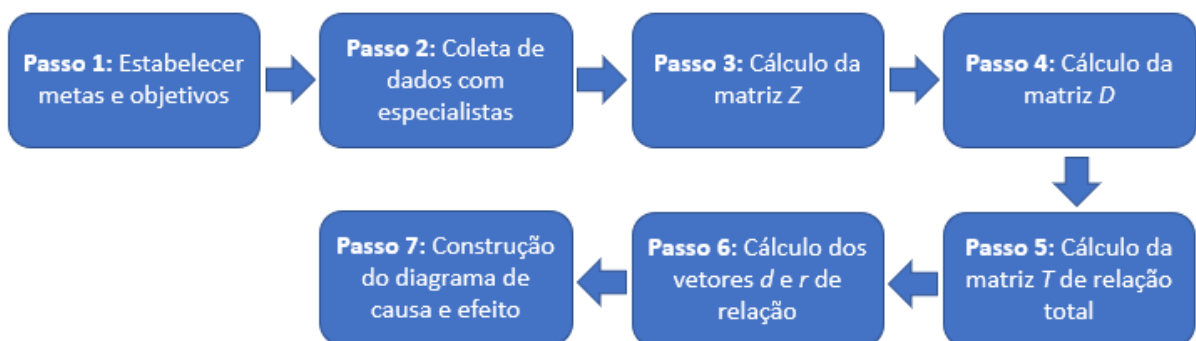 Passo 1: Estabelecer
metas e objetivos
Passo 2: Coleta de
dados com
especialistas
Passo 3: Cálculo da
matriz Z
Passo 4: Cálculo da
matriz D
Passo 5: Cálculo da
matriz T de relação
total
Passo 6: Cálculo dos
vetores d e r de
relação
Passo 7: Construção
do diagrama de
causa e efeito